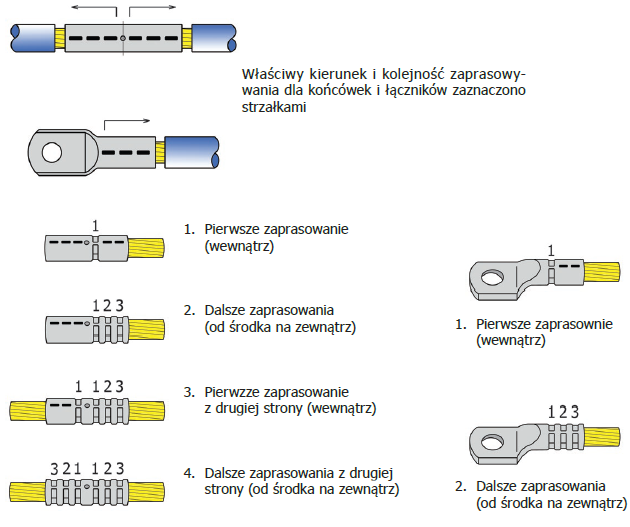 Właściwy kierunek i kolejność zaprasowy-
wania dla końcówek i łączników zaznaczono
strzałkami
1
1. Pierwsze zaprasowanie
(wewnątrz)
1 2 3
2. Dalsze zaprasowania
(od środka na zewnątrz)
1 1 2 3
3. Pierwzze zaprasowanie
z drugiej strony (wewnątrz)
3 2 1 1 2 3
4. Dalsze zaprasowania z drugiej
strony (od środka na zewnątrz)
1
1. Pierwsze zaprasownie
(wewnątrz)
1 2 3
2. Dalsze zaprasowania
(od środka na zewnątrz)